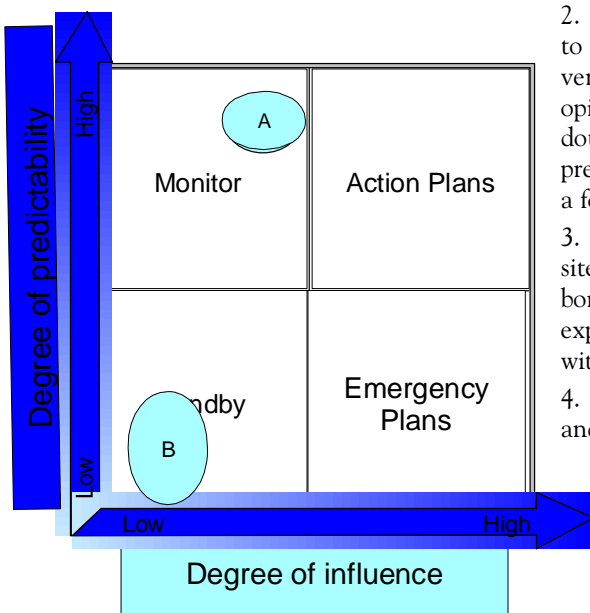 Degree of predictability
High
Low
Monitor
A
Action Plans
ndby
B
Emergency
Plans
Low
High
Degree of influence
2.
to
ver
opi
dou
pre
a fo
3.
site
bor
exp
wit
4.
and